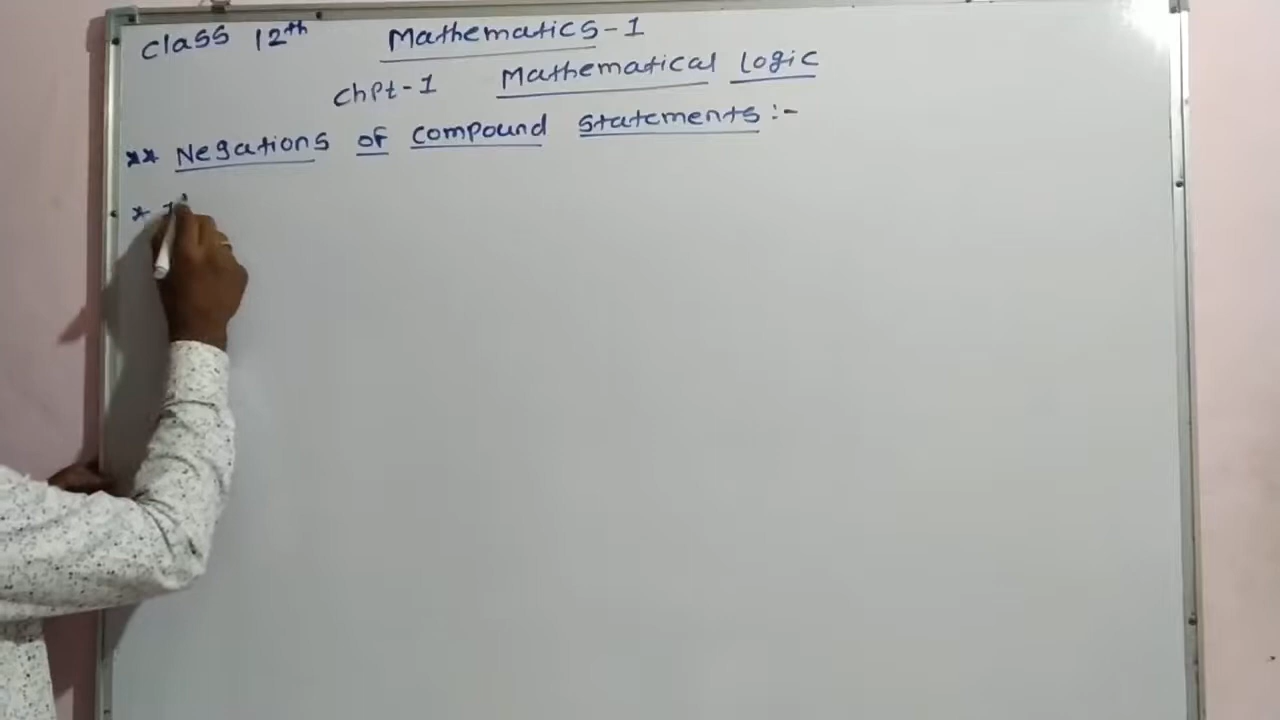 Class 12th Mathematics-1
Chpt-1 Mathematical Logic
** Negations of compound statements :-
*